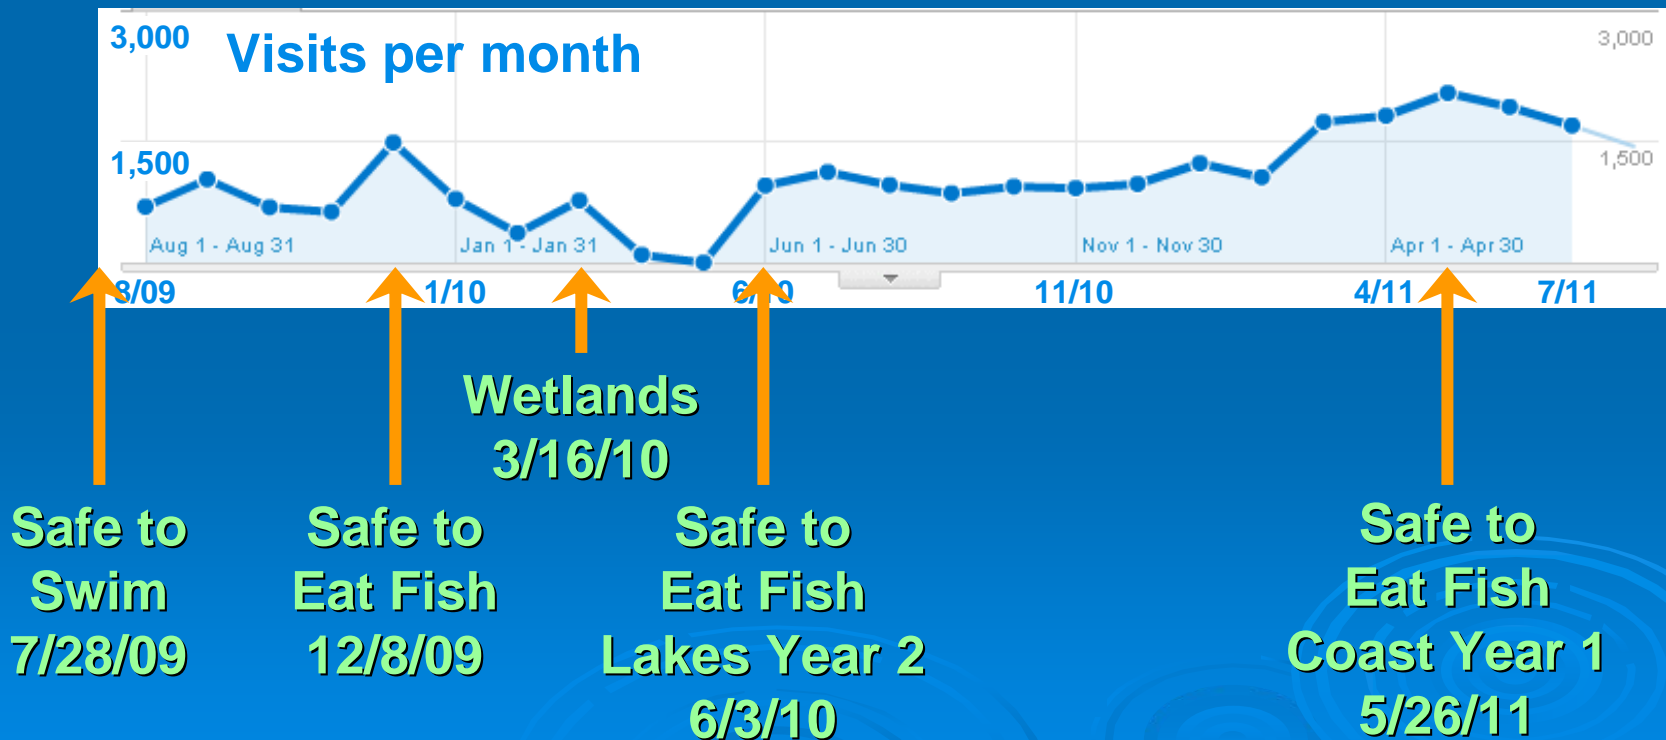 3,000
Visits per month
3,000
1,500
1,500
Aug 1 - Aug 31
Jan 1 - Jan 31
Jun 1 - Jun 30
Nov 1 - Nov 30
Apr 1 - Apr 30
8/09
1/10
6/10
11/10
4/11
7/11
Wetlands
3/16/10
Safe to
Swim
7/28/09
Safe to
Eat Fish
12/8/09
Safe to
Eat Fish
Lakes Year 2
6/3/10
Safe to
Eat Fish
Coast Year 1
5/26/11